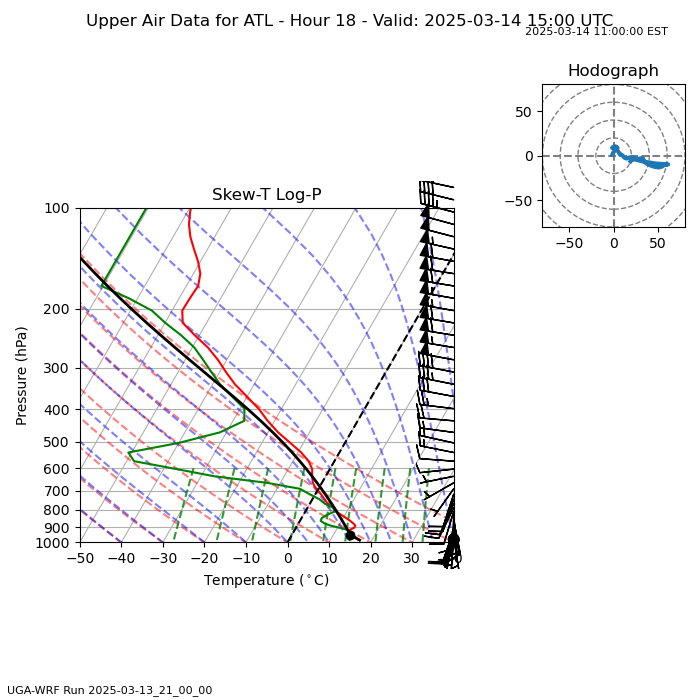 Upper Air Data for ATL - Hour 18 - Valid: 2025-03-14 15:00 UTC
2025-03-14 11:00:00 EST
Hodograph
50
0
−50
−50 0 50
Skew-T Log-P
100
200
300
400
500
600
700
800
900
1000
Pressure (hPa)
−50 −40 −30 −20 −10 0 10 20 30
Temperature (°C)
UGA-WRF Run 2025-03-13_21_00_00